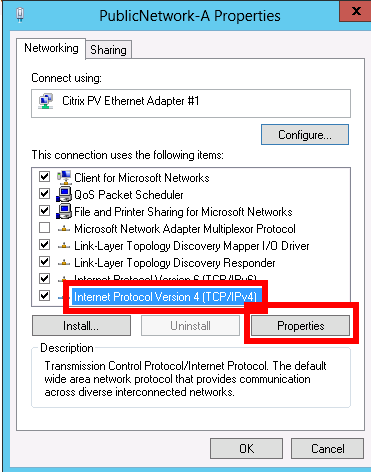 PublicNetwork-A Properties
x
Networking
Sharing
Connect using:
Citrix PV Ethernet Adapter #1
Configure...
This connection uses the following items:
Client for Microsoft Networks
QoS Packet Scheduler
File and Printer Sharing for Microsoft Networks
Microsoft Network Adapter Multiplexor Protocol
Link-Layer Topology Discovery Mapper I/O Driver
Link-Layer Topology Discovery Responder
Internet Protocol Version 6 (TCP/IPv6)
Internet Protocol Version 4 (TCP/IPv4)
Install...
Uninstall
Properties
Description
Transmission Control Protocol/Internet Protocol. The default
wide area network protocol that provides communication
across diverse interconnected networks.
OK
Cancel